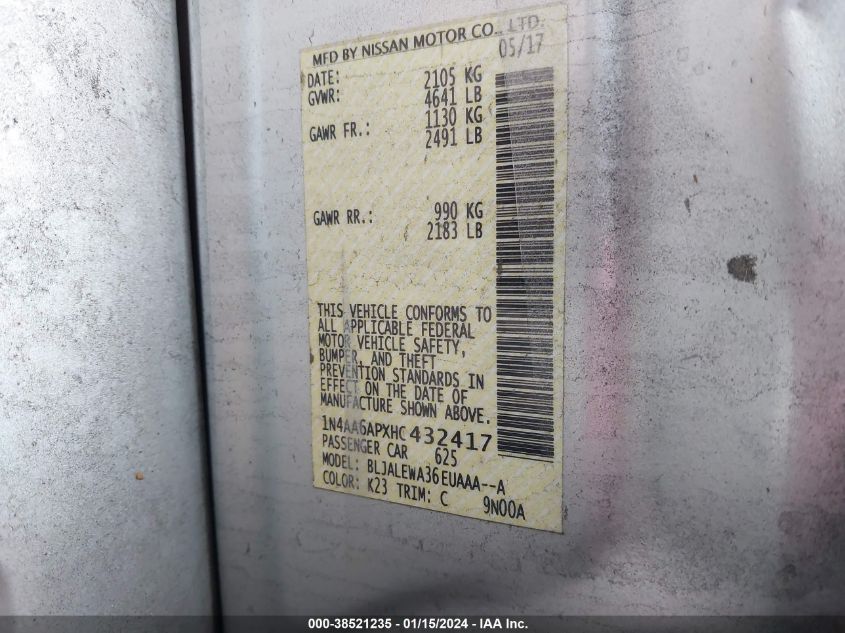 MFD BY NISSAN MOTOR CO., LTD.
DATE: 05/17
GVWR: 2105 KG
4641 LB
GAWR FR.: 1130 KG
2491 LB
GAWR RR.: 990 KG
2183 LB
THIS VEHICLE CONFORMS TO
ALL APPLICABLE FEDERAL
MOTOR VEHICLE SAFETY,
BUMPER, AND THEFT
PREVENTION STANDARDS IN
EFFECT ON THE DATE OF
MANUFACTURE SHOWN ABOVE.
1N4AA6APXHC432417
PASSENGER CAR 625
MODEL: BLJALEWA36EUAAA--A
COLOR: K23 TRIM: C 9N00A
000-38521235 - 01/15/2024 - IAA Inc.